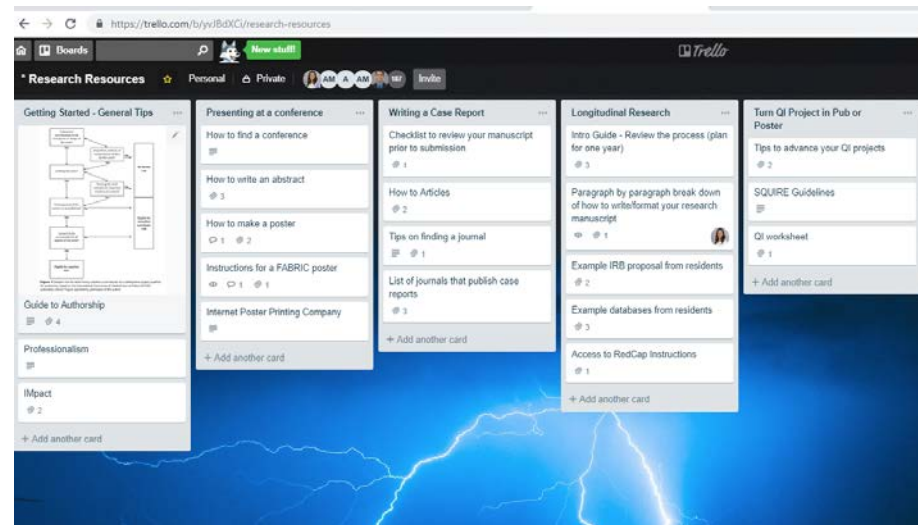 https://trello.com/b/yvJBdXCi/research-resources
Boards
New stuff!
Trello
* Research Resources
Personal
Private
AM
A
AM
Invite
Getting Started - General Tips
Guide to Authorship
4
Professionalism
IMpact
2
+ Add another card
Presenting at a conference
How to find a conference
How to write an abstract
3
How to make a poster
1 2
Instructions for a FABRIC poster
1 1
Internet Poster Printing Company
+ Add another card
Writing a Case Report
Checklist to review your manuscript
prior to submission
1
How to Articles
2
Tips on finding a journal
1
List of journals that publish case
reports
3
+ Add another card
Longitudinal Research
Intro Guide - Review the process (plan
for one year)
3
Paragraph by paragraph break down
of how to write/format your research
manuscript
1
Example IRB proposal from residents
2
Example databases from residents
3
Access to RedCap Instructions
1
+ Add another card
Turn QI Project in Pub or
Poster
Tips to advance your QI projects
2
SQUIRE Guidelines
QI worksheet
1
+ Add another card